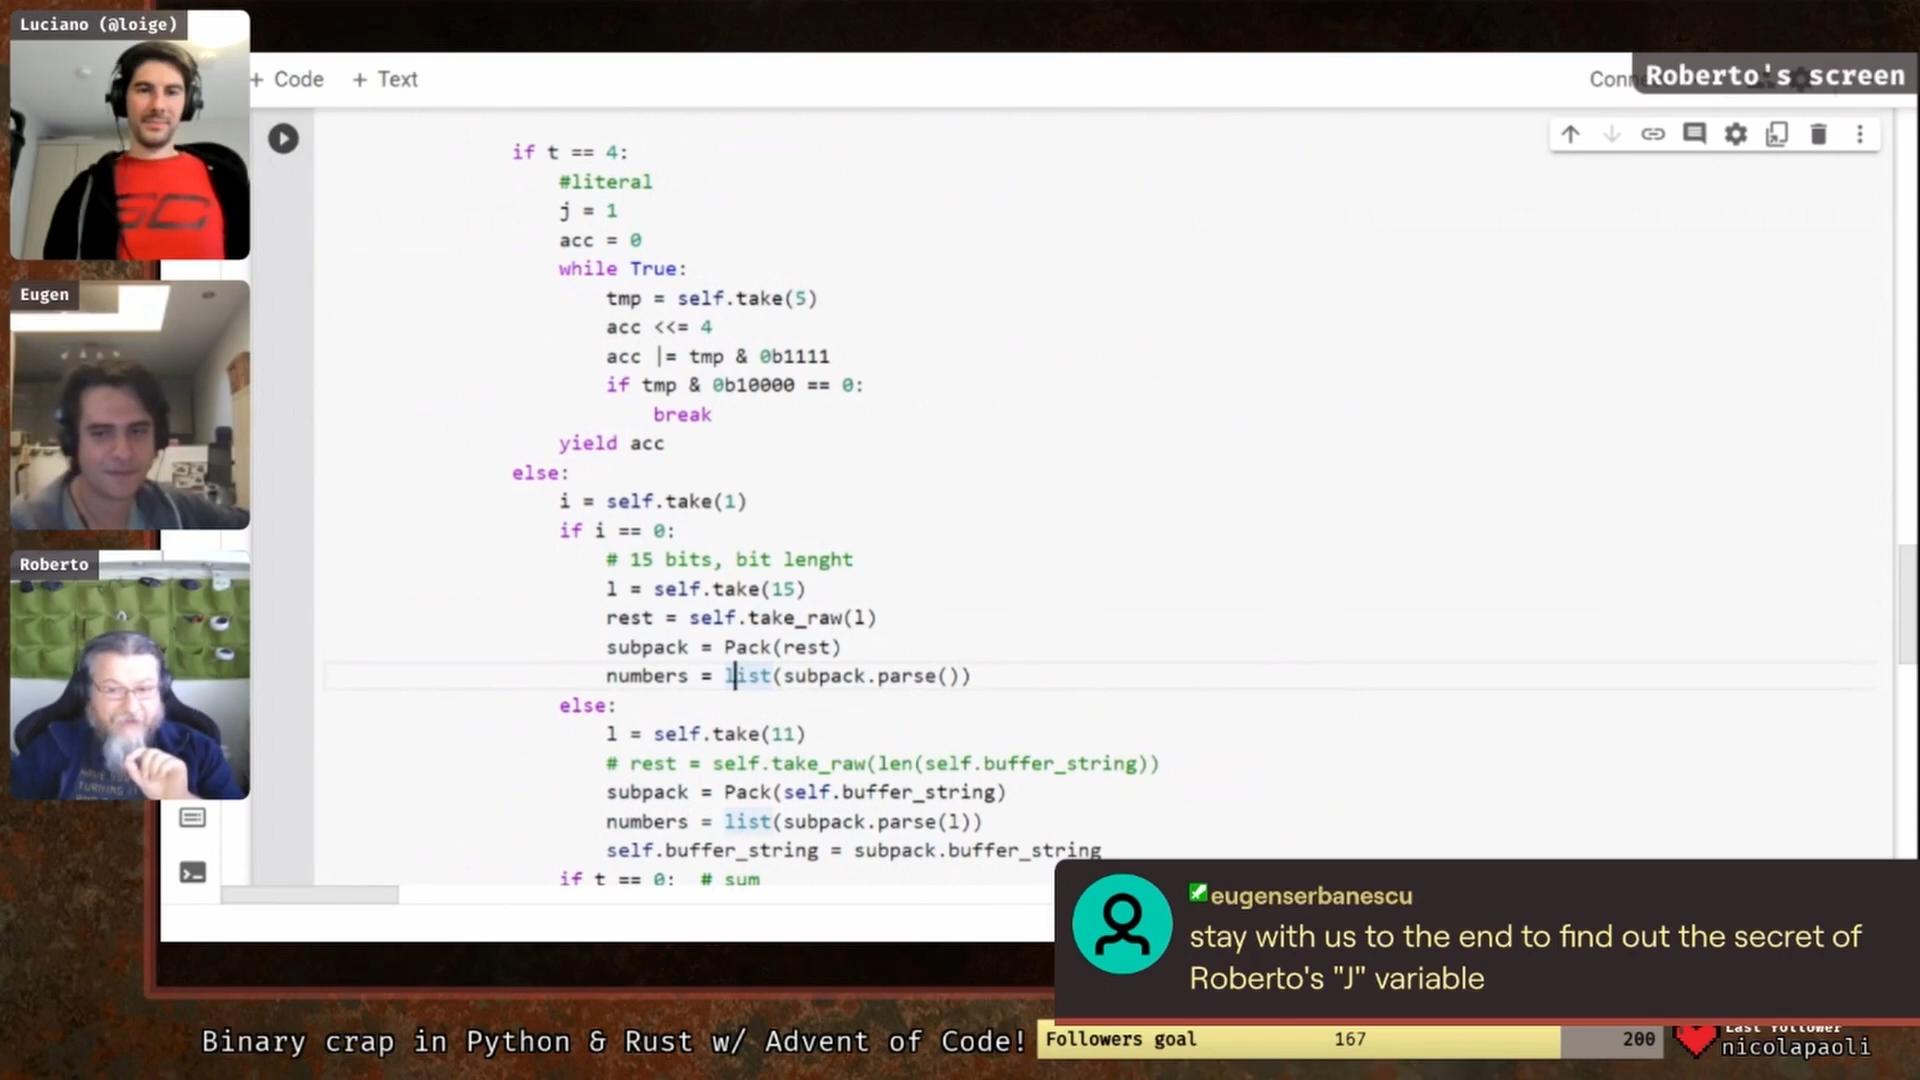 Luciano (@loige)
Eugen
Roberto
+ Code + Text
Roberto's screen
if t == 4:
#literal
j = 1
acc = 0
while True:
tmp = self.take(5)
acc <<= 4
acc |= tmp & 0b1111
if tmp & 0b10000 == 0:
break
yield acc
else:
i = self.take(1)
if i == 0:
# 15 bits, bit lenght
l = self.take(15)
rest = self.take_raw(l)
subpack = Pack(rest)
numbers = list(subpack.parse())
else:
l = self.take(11)
# rest = self.take_raw(len(self.buffer_string))
subpack = Pack(self.buffer_string)
numbers = list(subpack.parse(l))
self.buffer_string = subpack.buffer_string
if t == 0: # sum
eugenserbanescu
stay with us to the end to find out the secret of
Roberto's "J" variable
Binary crap in Python & Rust w/ Advent of Code!
Followers goal 167 200
Last follower
nicolapaoli